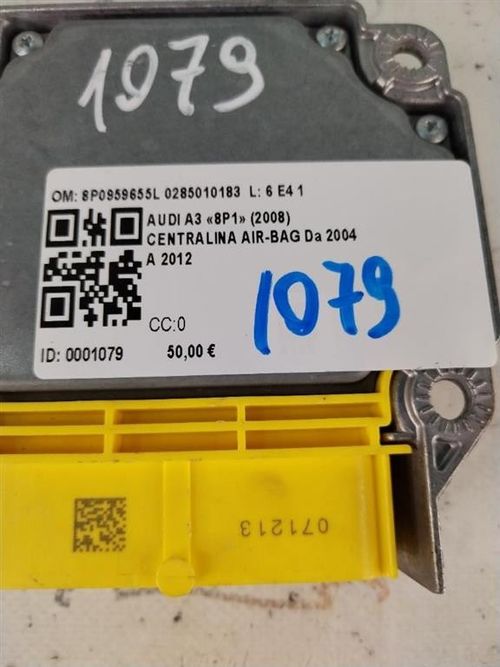 1079
OM: 8P0959655L 0285010183 L: 6 E4 1
AUDI A3 «8P1» (2008)
CENTRALINA AIR-BAG Da 2004
A 2012
CC:0
1079
ID: 0001079 50,00 €
071213